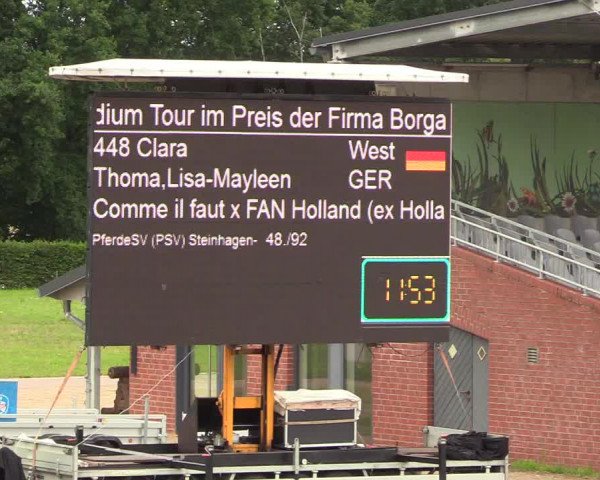 dium Tour im Preis der Firma Borga
448 Clara West
Thoma,Lisa-Mayleen GER
Comme il faut x FAN Holland (ex Holla
PferdeSV (PSV) Steinhagen- 48./92
11:53